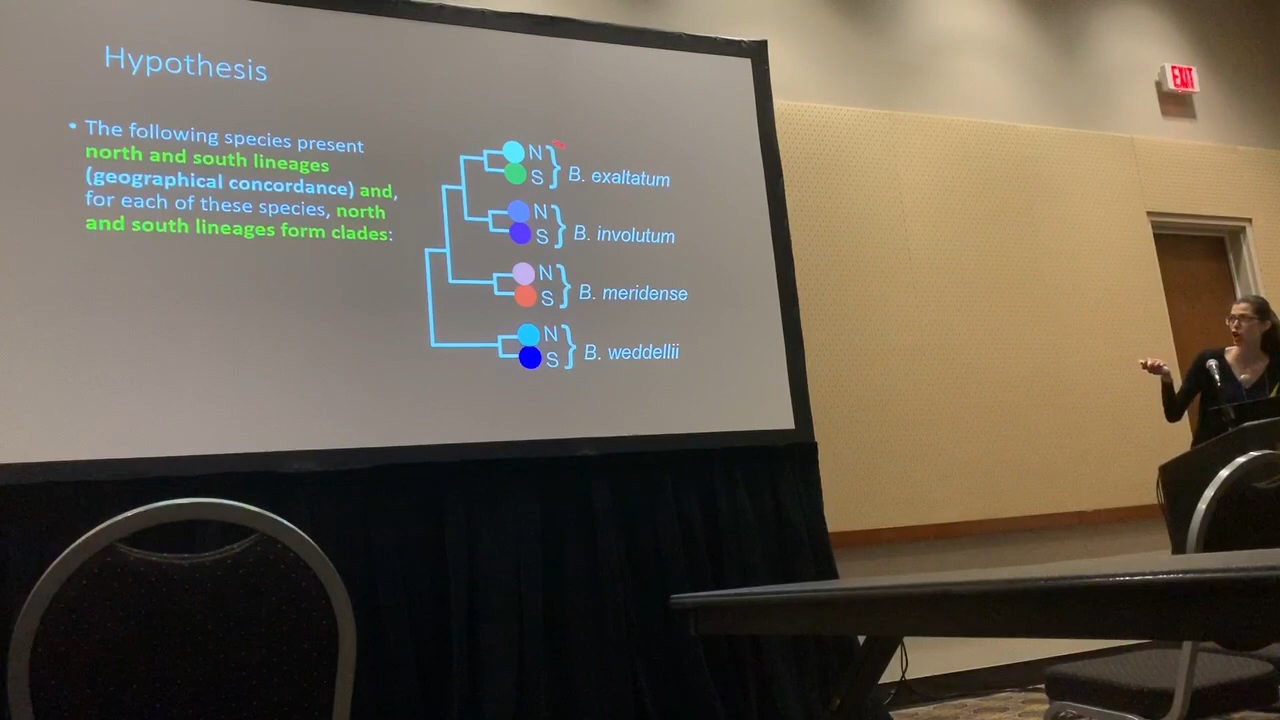 Hypothesis
• The following species present
north and south lineages
(geographical concordance) and,
for each of these species, north
and south lineages form clades:
N
S } B. exaltatum
N
S } B. involutum
N
S } B. meridense
N
S } B. weddellii
EXIT